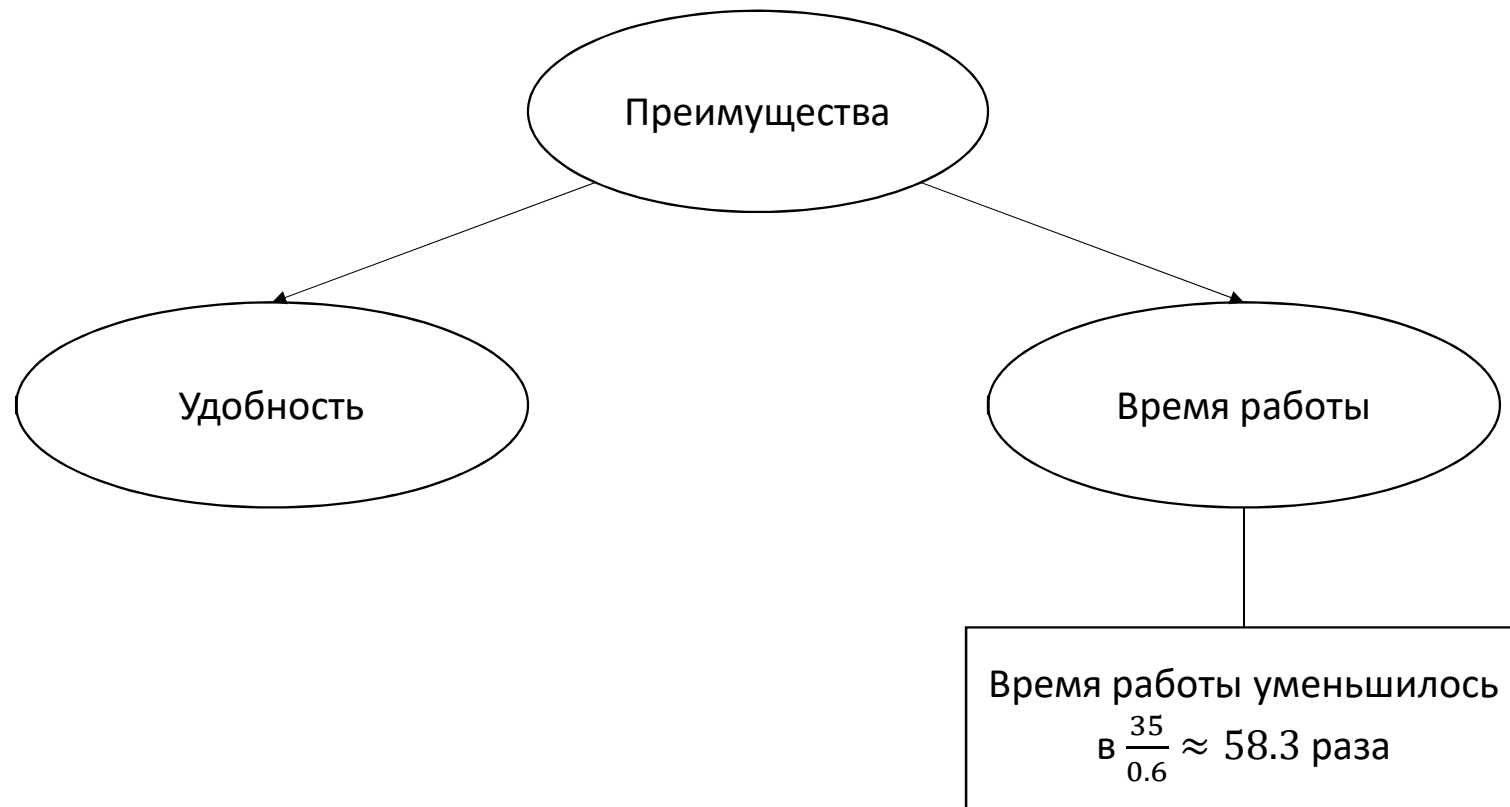 Преимущества
Удобность
Время работы
Время работы уменьшилось
в 35/0.6 ≈ 58.3 раза